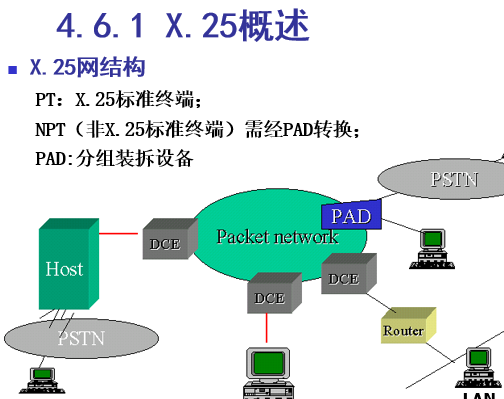 4.6.1 X.25概述
X.25网结构
PT：X.25标准终端；
NPT（非X.25标准终端）需经PAD转换；
PAD:分组装拆设备
PSTN
PAD
DCE
Packet network
Host
DCE
DCE
PSTN
Router
LAN